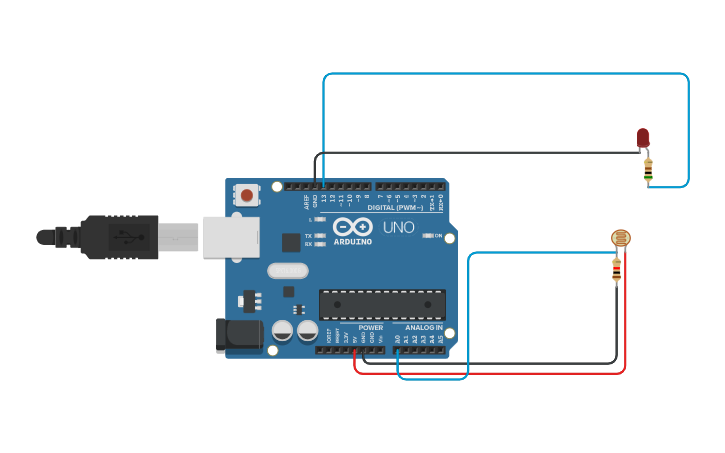 AREF
GND
13
12
~11
~10
~9
8
7
~6
~5
4
~3
2
TX→1
RX←0
DIGITAL (PWM~)
L
TX
RX
ARDUINO
UNO
ON
POWER
ANALOG IN
IOREF
RESET
3.3V
5V
GND
GND
Vin
A0
A1
A2
A3
A4
A5